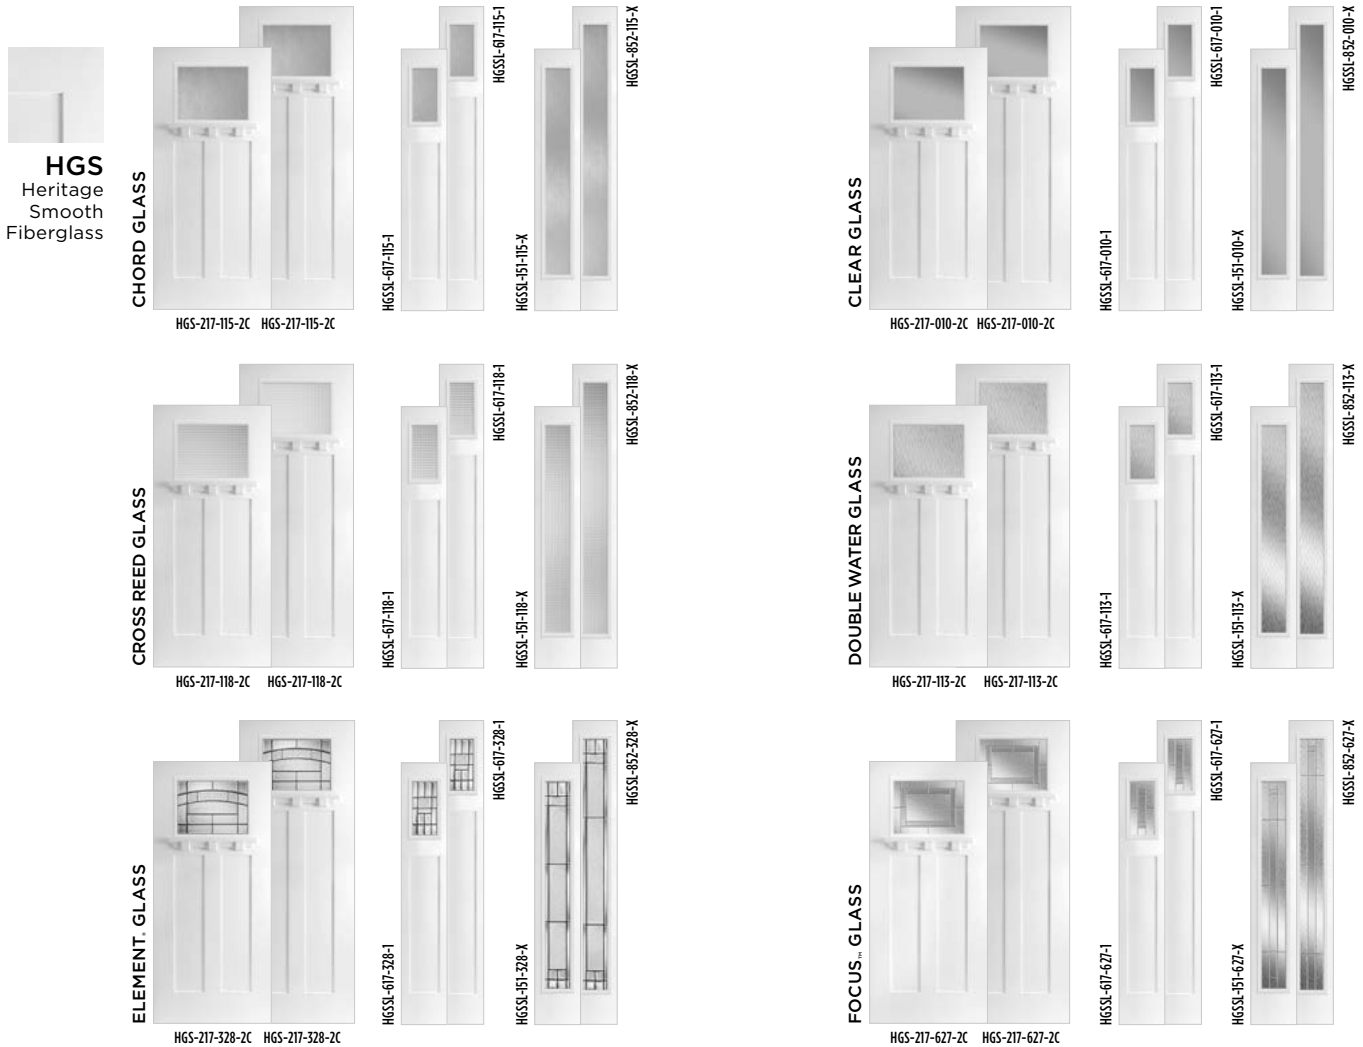 HGS
Heritage
Smooth
Fiberglass
CHORD GLASS
HGS-217-115-2C HGS-217-115-2C
HGSSL-617-115-1
HGSSL-617-115-1
HGSSL-151-115-X
HGSSL-852-115-X
CLEAR GLASS
HGS-217-010-2C HGS-217-010-2C
HGSSL-617-010-1
HGSSL-617-010-1
HGSSL-151-010-X
HGSSL-852-010-X
CROSS REED GLASS
HGS-217-118-2C HGS-217-118-2C
HGSSL-617-118-1
HGSSL-617-118-1
HGSSL-151-118-X
HGSSL-852-118-X
DOUBLE WATER GLASS
HGS-217-113-2C HGS-217-113-2C
HGSSL-617-113-1
HGSSL-617-113-1
HGSSL-151-113-X
HGSSL-852-113-X
ELEMENT® GLASS
HGS-217-328-2C HGS-217-328-2C
HGSSL-617-328-1
HGSSL-617-328-1
HGSSL-151-328-X
HGSSL-852-328-X
FOCUS™ GLASS
HGS-217-627-2C HGS-217-627-2C
HGSSL-617-627-1
HGSSL-617-627-1
HGSSL-151-627-X
HGSSL-852-627-X